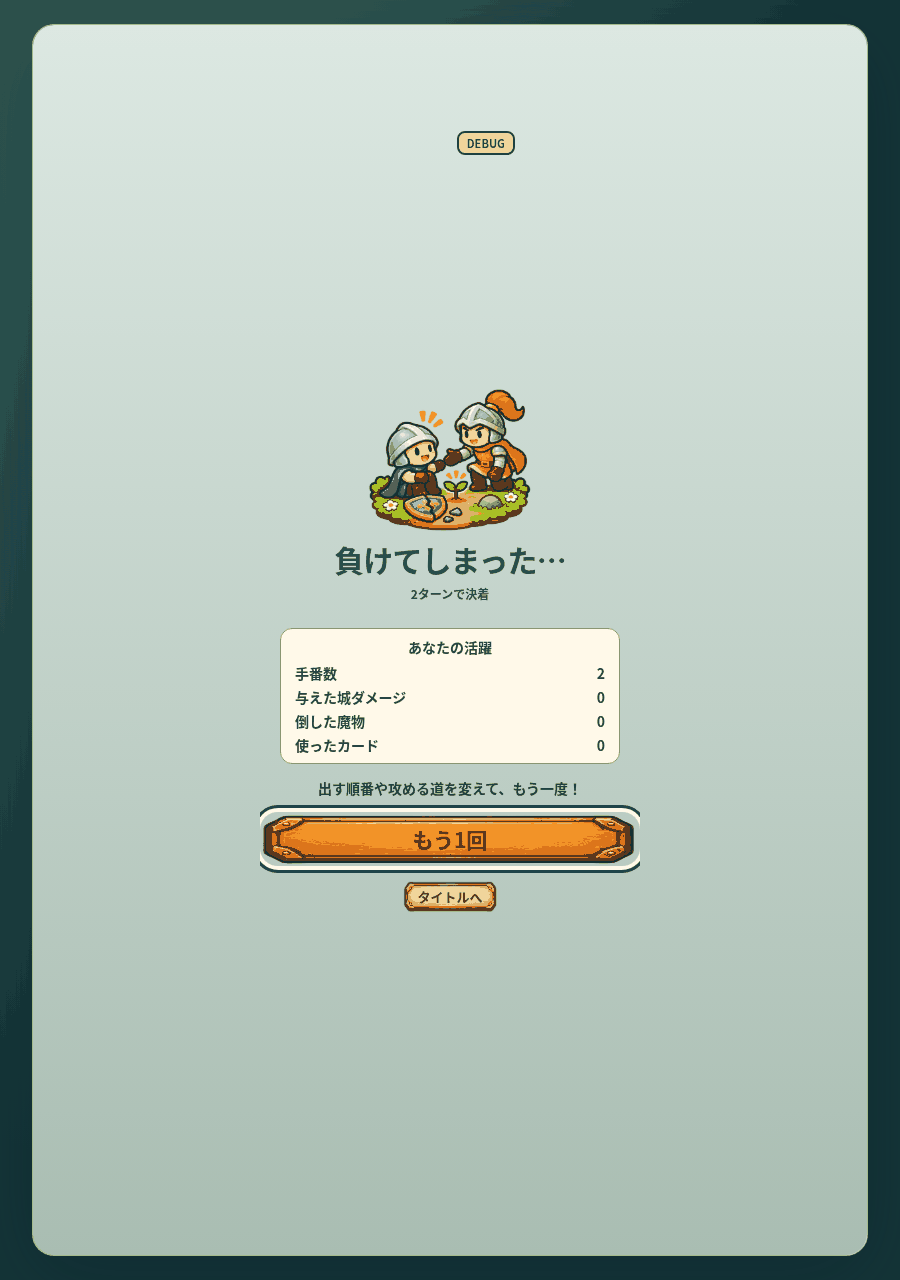 DEBUG
負けてしまった…
2ターンで決着
あなたの活躍
手番数 2
与えた城ダメージ 0
倒した魔物 0
使ったカード 0
出す順番や攻める道を変えて、もう一度！
もう1回
タイトルへ